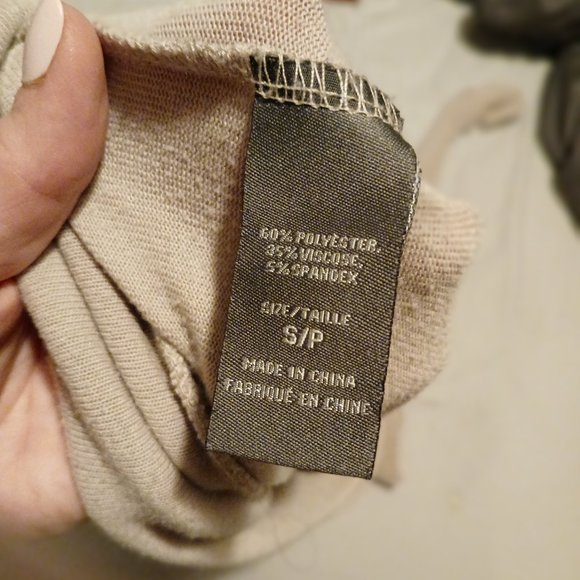 60% POLYESTER,
35% VISCOSE,
5% SPANDEX
SIZE/TAILLE
S/P
MADE IN CHINA
FABRIQUÉ EN CHINE